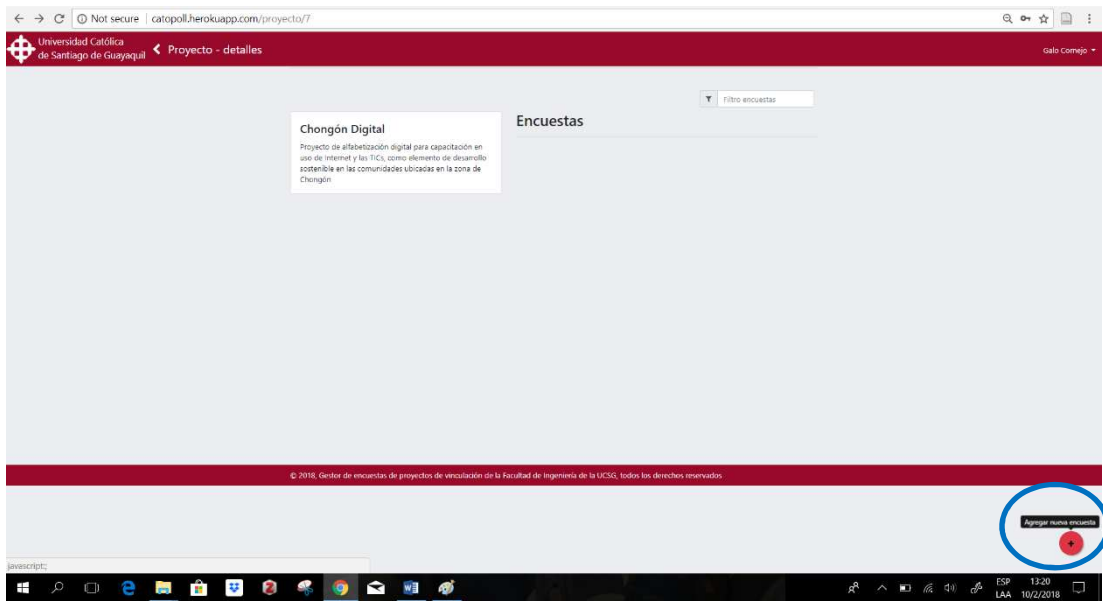 Not secure catopoll.herokuapp.com/proyecto/7
Universidad Católica
de Santiago de Guayaquil
Proyecto - detalles
Galo Cornejo
Filtro encuestas
Chongón Digital
Proyecto de alfabetización digital para capacitación en
uso de Internet y las TICs, como elemento de desarrollo
sostenible en las comunidades ubicadas en la zona de
Chongón
Encuestas
© 2018, Gestor de encuestas de proyectos de vinculación de la Facultad de Ingeniería de la UCSG, todos los derechos reservados
Agregar nueva encuesta
javascript:;
ESP
LAA
13:20
10/2/2018